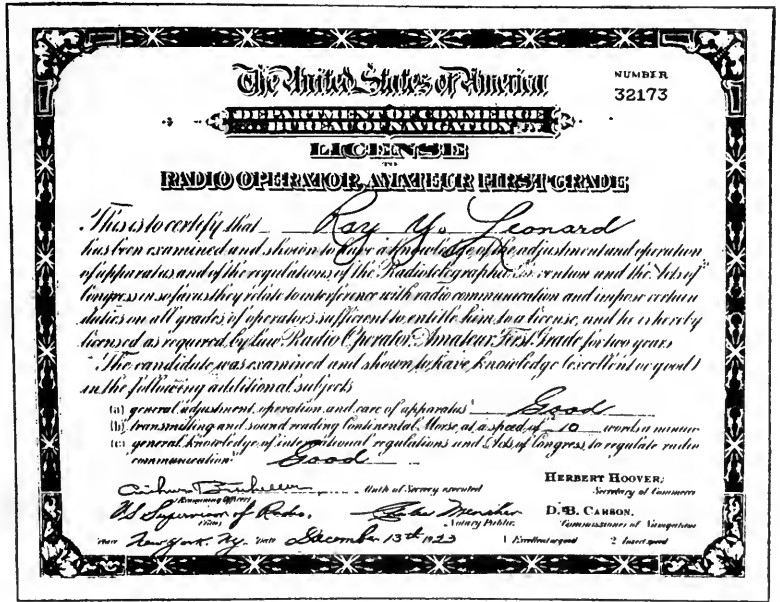 The United States of America
NUMBER
32173
DEPARTMENT OF COMMERCE
BUREAU OF NAVIGATION
LICENSE
TO
RADIO OPERATOR, AMATEUR FIRST GRADE
This is to certify that Ray Y. Leonard
has been examined and shown to have a knowledge of the adjustment and operation
of apparatus and of the regulations of the Radiotelegraphic Convention and the Acts of
Congress in so far as they relate to interference with radio communication and impose certain
duties on all grades of operators sufficient to entitle him to a license, and he is hereby
licensed as required by law Radio Operator, Amateur First Grade for two years
The candidate was examined and shown to have knowledge (excellent or good)
in the following additional subjects
(a) general adjustment, operation, and care of apparatus¹ Good
(b) transmitting and sound reading Continental Morse, at a speed of² 10 words a minute
(c) general knowledge of international regulations and Acts of Congress to regulate radio
communication¹ Good
HERBERT HOOVER,
Secretary of Commerce
Oath of Secrecy executed
Examining Officer
D. B. CARSON,
US Supervisor of Radio.
Notary Public.
Commissioner of Navigation
Place New York, Ny. Date December 13th 1923 1 Excellent or good 2 Insert speed